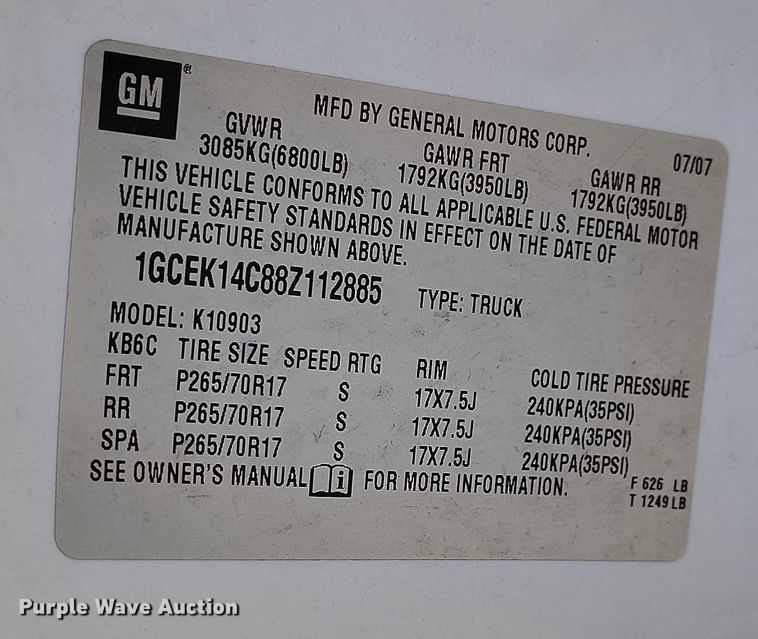 GM®
MFD BY GENERAL MOTORS CORP. 07/07
GVWR GAWR FRT GAWR RR
3085KG(6800LB) 1792KG(3950LB) 1792KG(3950LB)
THIS VEHICLE CONFORMS TO ALL APPLICABLE U.S. FEDERAL MOTOR
VEHICLE SAFETY STANDARDS IN EFFECT ON THE DATE OF
MANUFACTURE SHOWN ABOVE.
1GCEK14C88Z112885 TYPE: TRUCK
MODEL: K10903
KB6C TIRE SIZE SPEED RTG RIM COLD TIRE PRESSURE
FRT P265/70R17 S 17X7.5J 240KPA(35PSI)
RR P265/70R17 S 17X7.5J 240KPA(35PSI)
SPA P265/70R17 S 17X7.5J 240KPA(35PSI)
SEE OWNER'S MANUAL i FOR MORE INFORMATION.
F 626 LB
T 1249 LB
Purple Wave Auction